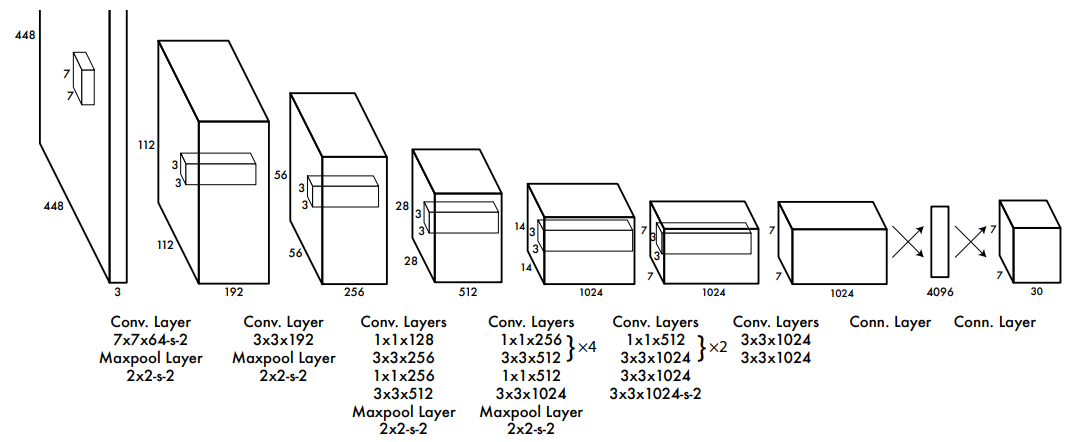 448
7
7
448
3
112
3
3
112
192
56
3
3
56
256
28
3
3
28
512
14
3
3
14
1024
7
3
3
7
1024
7
7
1024
4096
7
7
30
Conv. Layer
7x7x64-s-2
Maxpool Layer
2x2-s-2
Conv. Layer
3x3x192
Maxpool Layer
2x2-s-2
Conv. Layers
1x1x128
3x3x256
1x1x256
3x3x512
Maxpool Layer
2x2-s-2
Conv. Layers
1x1x256
3x3x512
}×4
1x1x512
3x3x1024
Maxpool Layer
2x2-s-2
Conv. Layers
1x1x512
3x3x1024
}×2
3x3x1024
3x3x1024-s-2
Conv. Layers
3x3x1024
3x3x1024
Conn. Layer
Conn. Layer